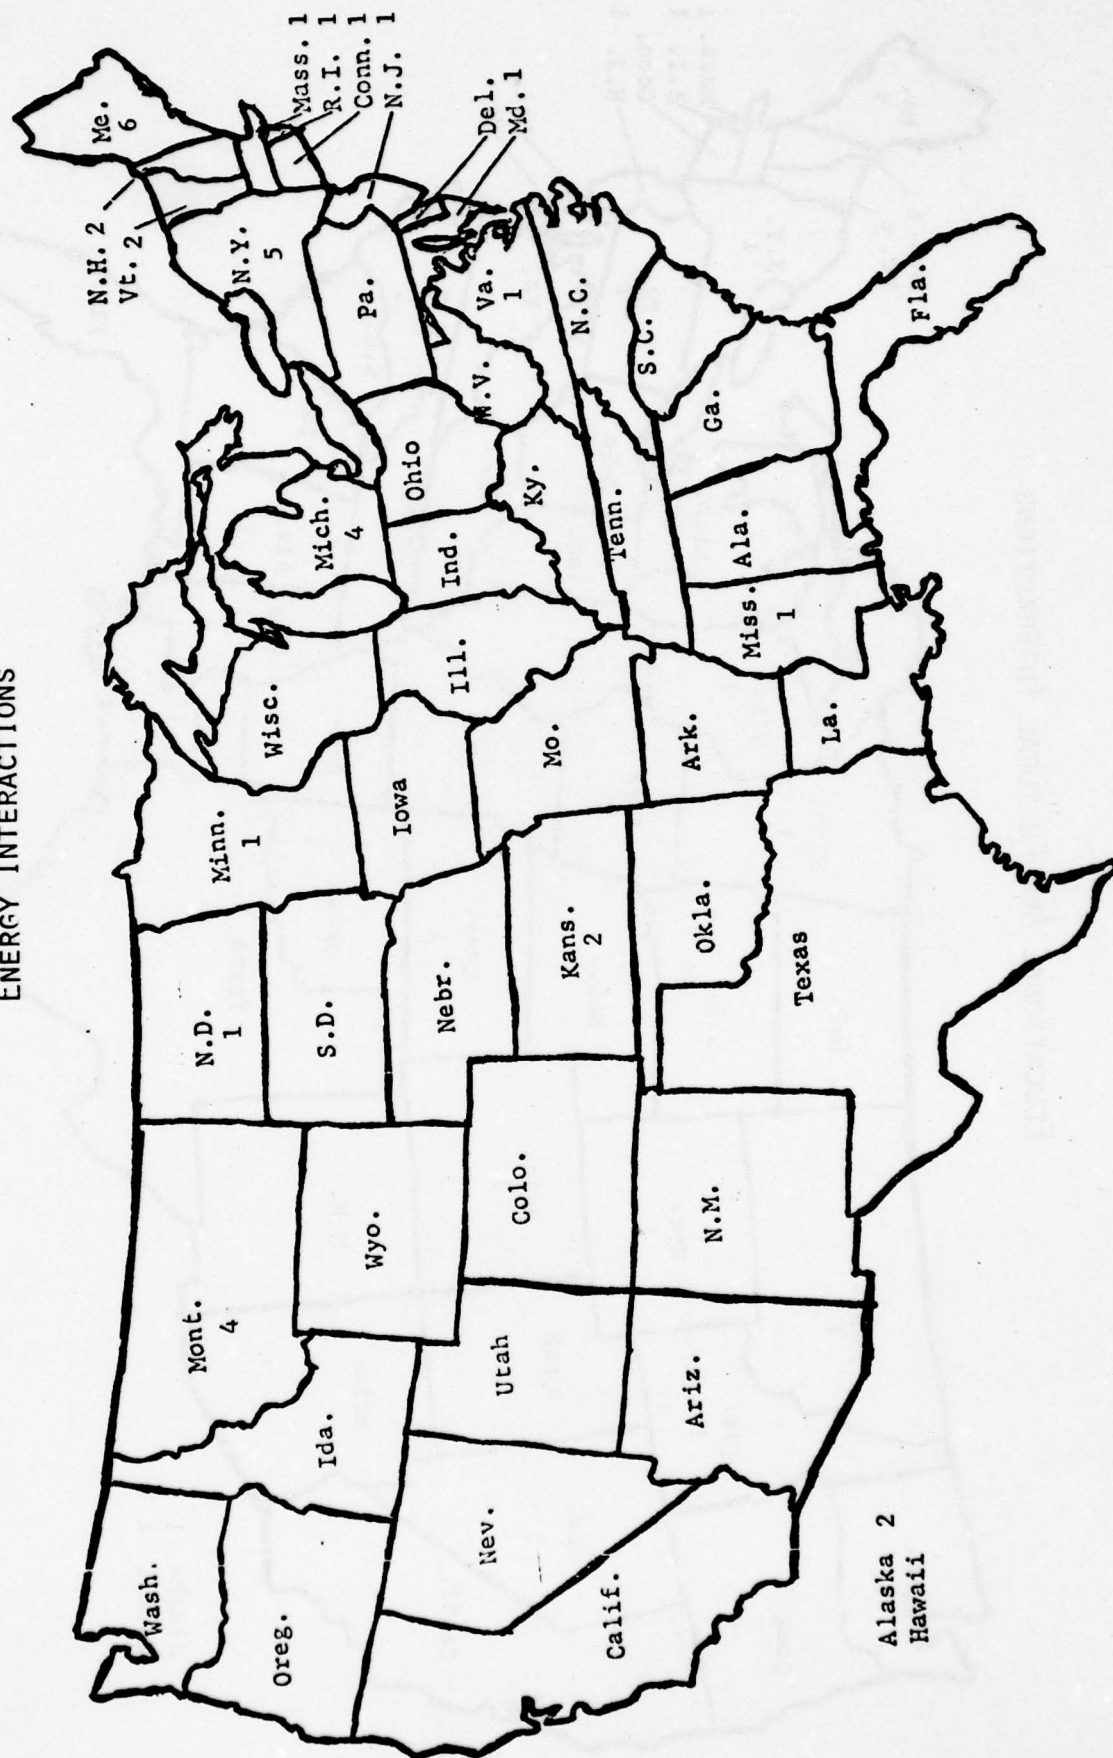 ENERGY INTERACTIONS
Wash.
Oreg.
Calif.
Nev.
Ida.
Mont.
4
Wyo.
Utah
Colo.
Ariz.
N.M.
N.D.
1
S.D.
Nebr.
Kans.
2
Okla.
Texas
Minn.
1
Iowa
Mo.
Ark.
La.
Wisc.
Ill.
Mich.
4
Ind.
Ohio
Ky.
Tenn.
Miss.
1
Ala.
Ga.
Fla.
S.C.
N.C.
Va.
1
W.V.
Pa.
N.Y.
5
N.H. 2
Vt. 2
Me.
6
Mass. 1
R.I. 1
Conn. 1
N.J. 1
Del.
Md. 1
Alaska 2
Hawaii